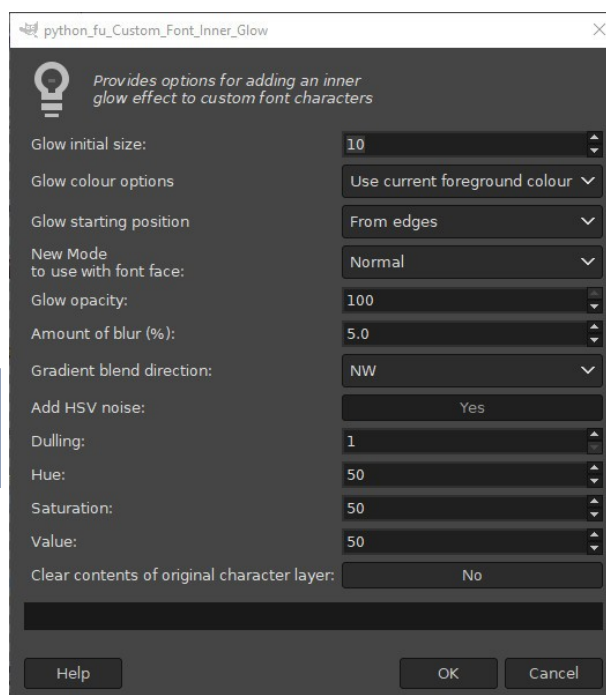 python_fu_Custom_Font_Inner_Glow
Provides options for adding an inner
glow effect to custom font characters
Glow initial size: 10
Glow colour options Use current foreground colour
Glow starting position From edges
New Mode
to use with font face: Normal
Glow opacity: 100
Amount of blur (%): 5.0
Gradient blend direction: NW
Add HSV noise: Yes
Dulling: 1
Hue: 50
Saturation: 50
Value: 50
Clear contents of original character layer: No
Help OK Cancel